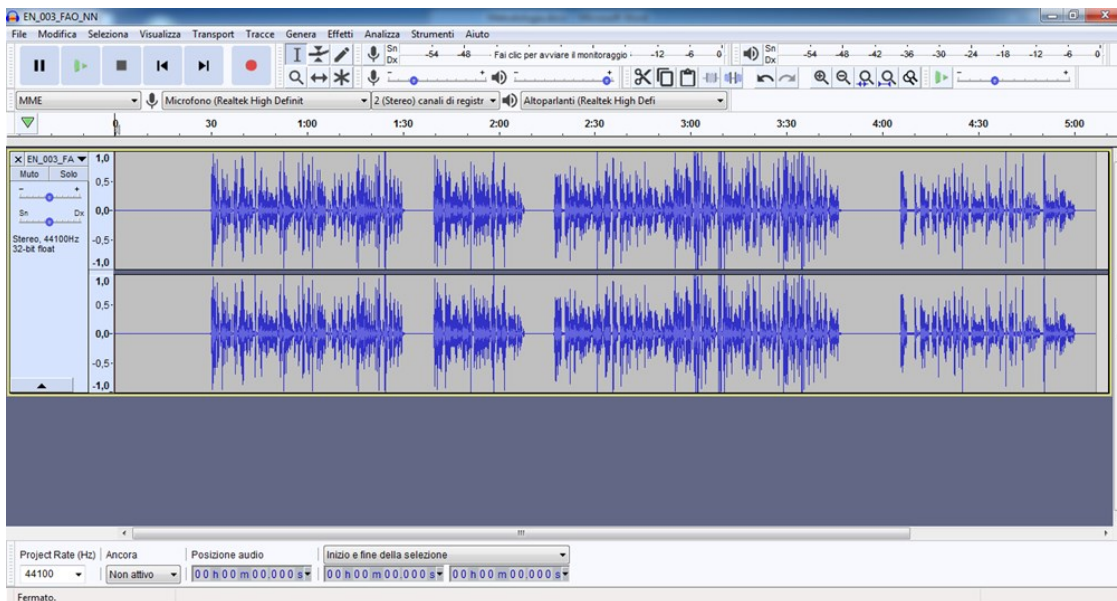 EN_003_FAO_NN
File Modifica Seleziona Visualizza Transport Tracce Genera Effetti Analizza Strumenti Aiuto
Sn Dx -54 -48 - Fai clic per avviare il monitoraggio -12 -6 0 Sn Dx -54 -48 -42 -36 -30 -24 -18 -12 -6 0
MME Microfono (Realtek High Definit 2 (Stereo) canali di registr Altoparlanti (Realtek High Defi
0 30 1:00 1:30 2:00 2:30 3:00 3:30 4:00 4:30 5:00
EN_003_FA 1,0
Muto Solo
0,5
- +
0,0
Sn Dx
Stereo, 44100Hz -0,5
32-bit float
-1,0
1,0
0,5
0,0
-0,5
-1,0
Project Rate (Hz) Ancora Posizione audio Inizio e fine della selezione
44100 Non attivo 00 h 00 m 00,000 s 00 h 00 m 00,000 s 00 h 00 m 00,000 s
Fermato.